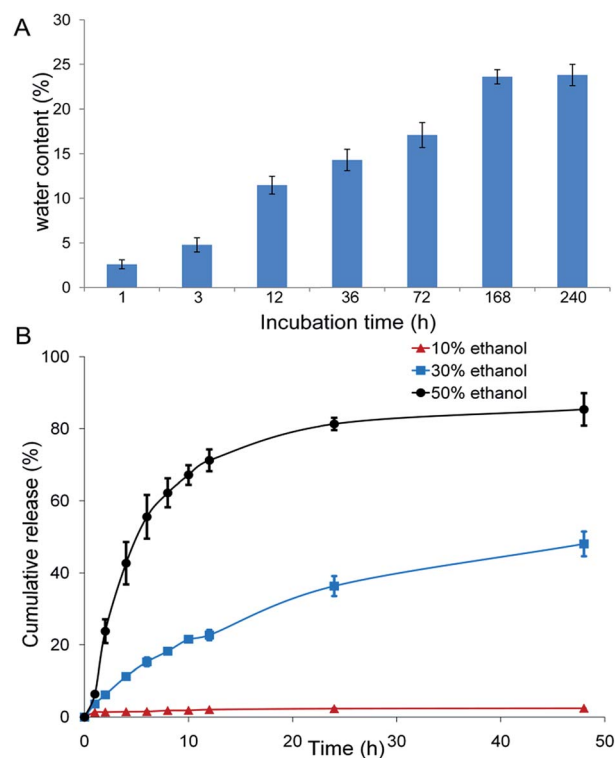 A
30
25
20
15
10
5
0
water content (%)
1 3 12 36 72 168 240
Incubation time (h)
B
10% ethanol
30% ethanol
50% ethanol
100
80
60
40
20
0
Cumulative release (%)
0 10 20 30 40 50
Time (h)